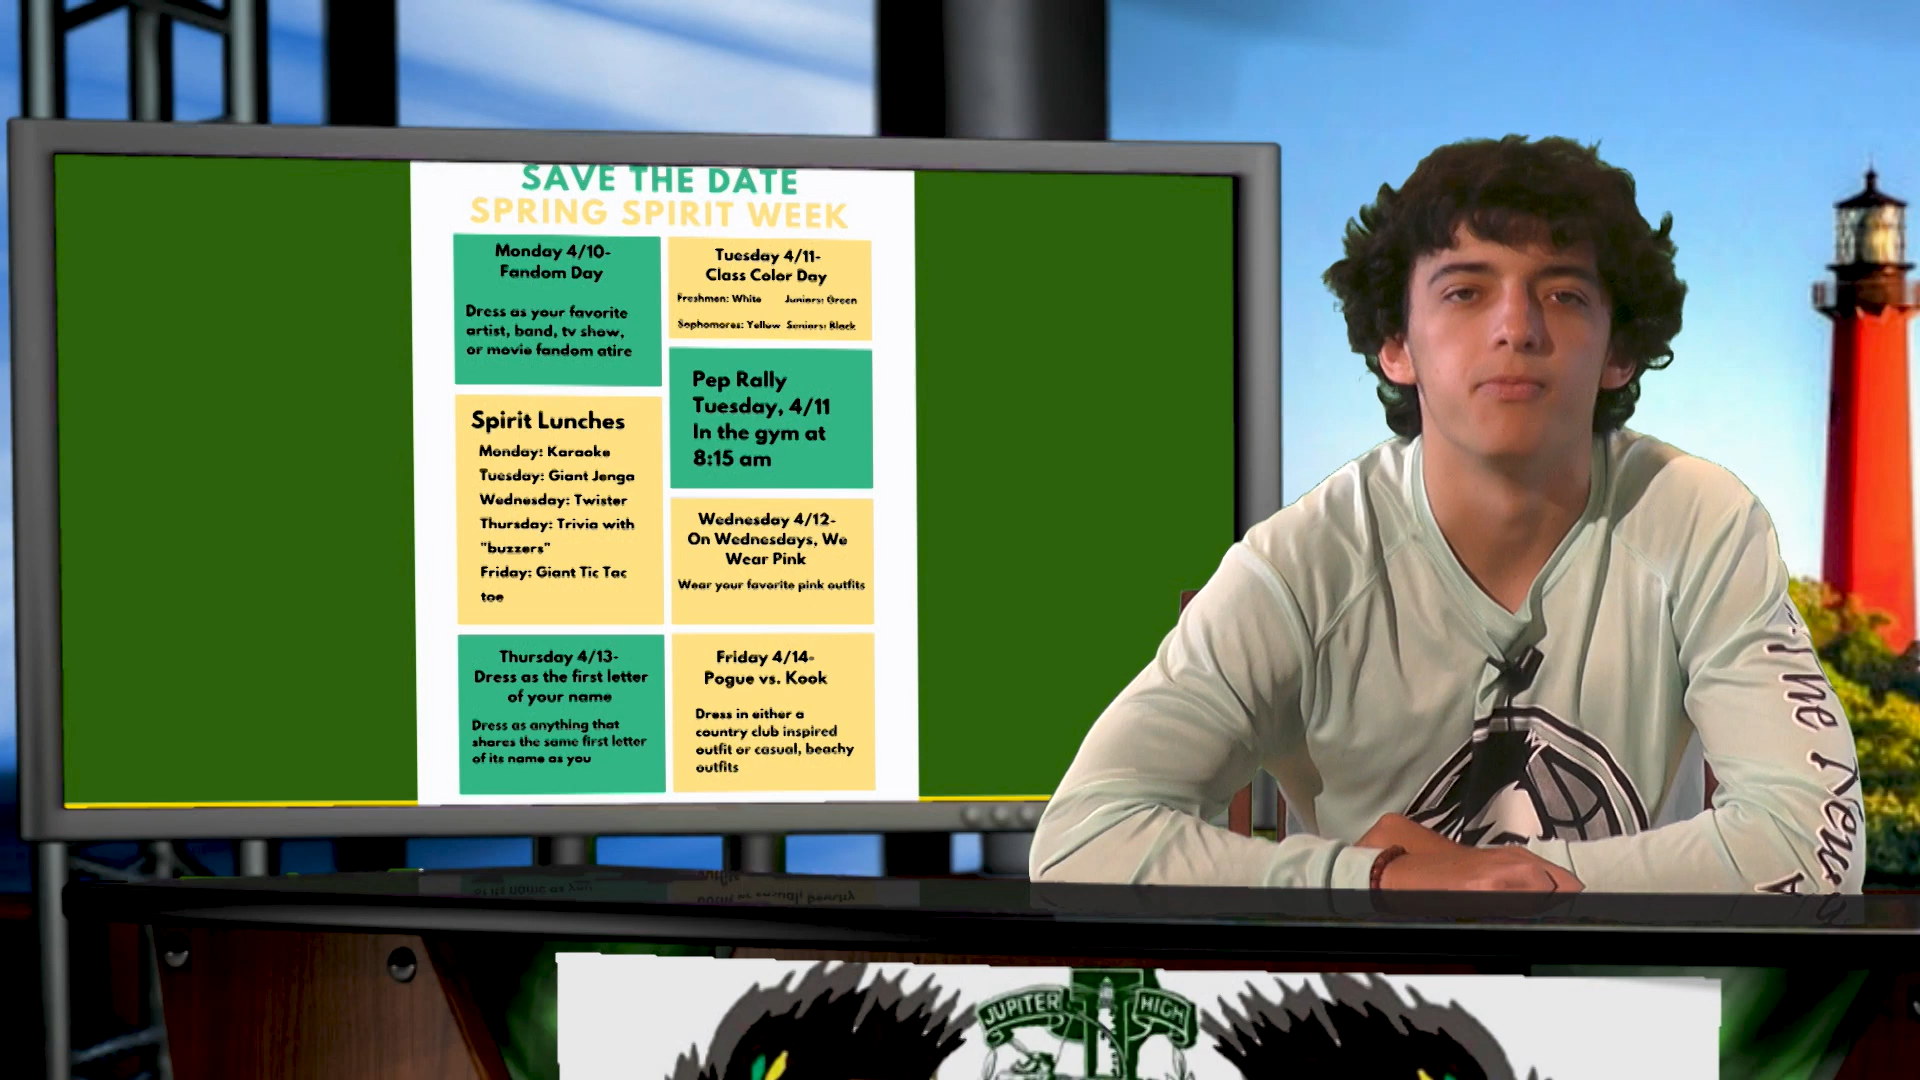 SAVE THE DATE
SPRING SPIRIT WEEK
Monday 4/10-
Fandom Day
Dress as your favorite
artist, band, tv show,
or movie fandom atire
Tuesday 4/11-
Class Color Day
Freshmen: White Juniors: Green
Sophomores: Yellow Seniors: Black
Pep Rally
Tuesday, 4/11
In the gym at
8:15 am
Spirit Lunches
Monday: Karaoke
Tuesday: Giant Jenga
Wednesday: Twister
Thursday: Trivia with
"buzzers"
Friday: Giant Tic Tac
toe
Wednesday 4/12-
On Wednesdays, We
Wear Pink
Wear your favorite pink outfits
Thursday 4/13-
Dress as the first letter
of your name
Dress as anything that
shares the same first letter
of its name as you
Friday 4/14-
Pogue vs. Kook
Dress in either a
country club inspired
outfit or casual, beachy
outfits
The New
JUPITER HIGH